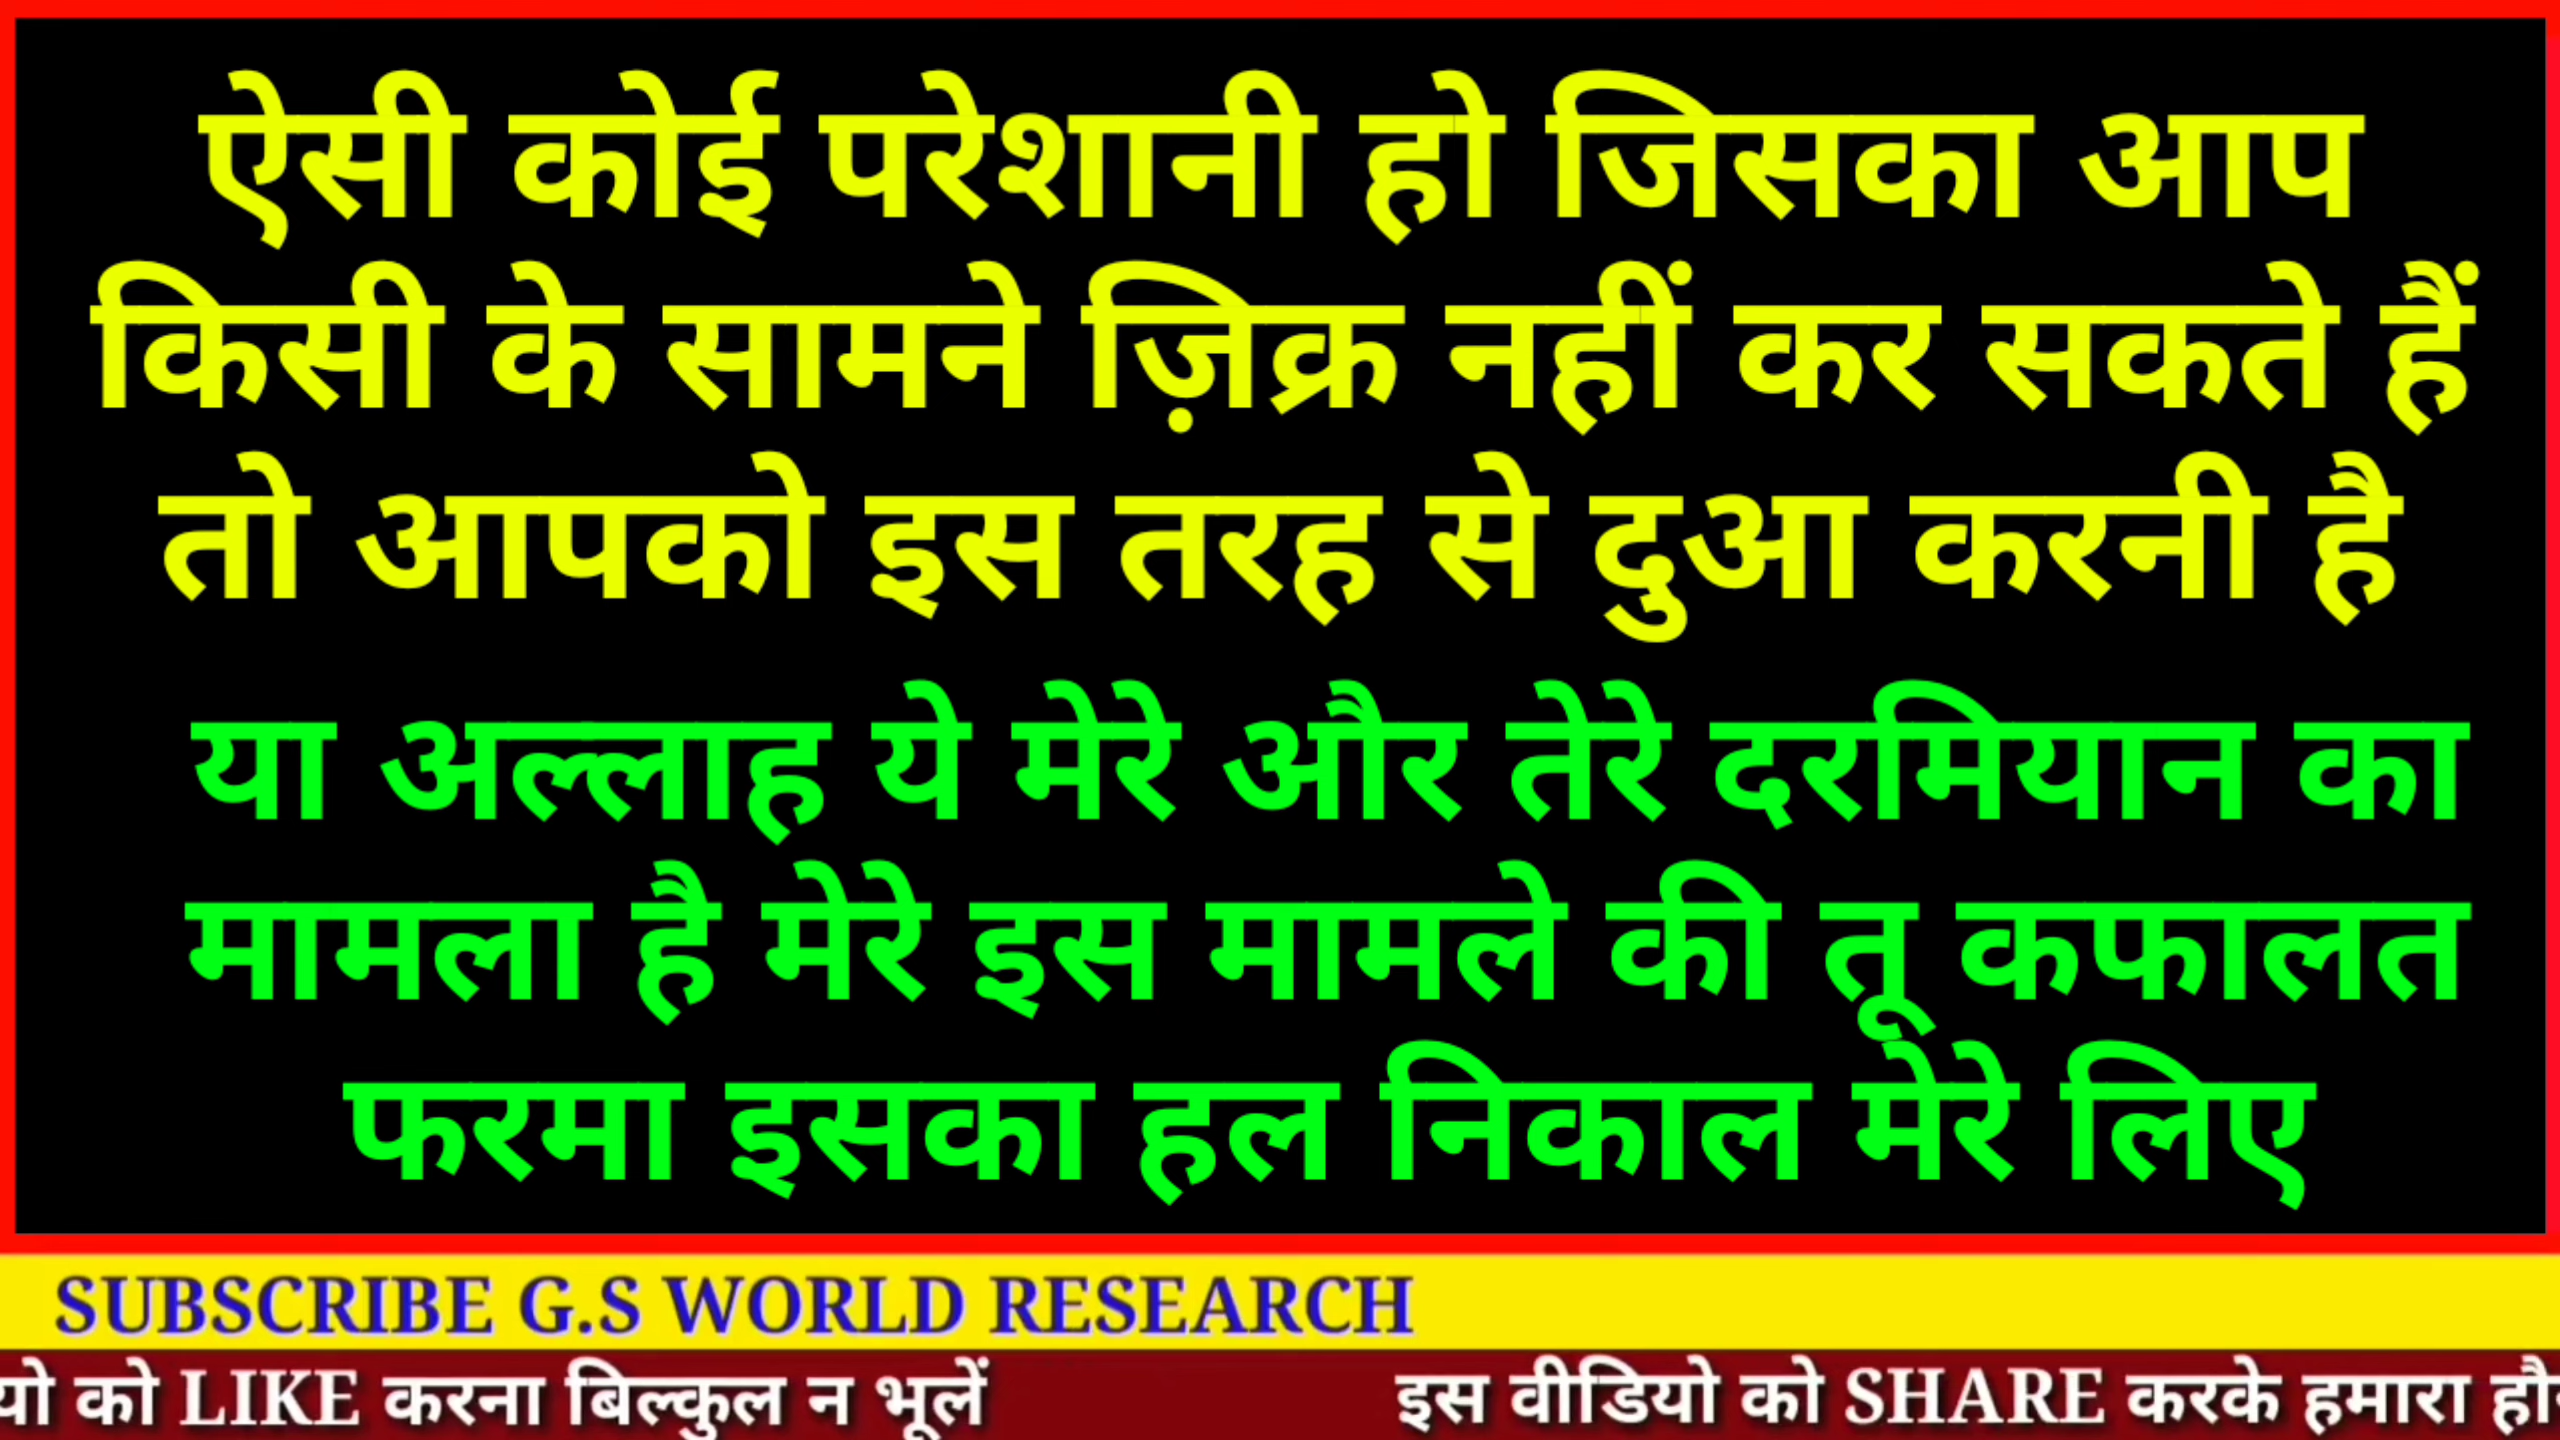 ऐसी कोई परेशानी हो जिसका आप
किसी के सामने ज़िक्र नहीं कर सकते हैं
तो आपको इस तरह से दुआ करनी है
या अल्लाह ये मेरे और तेरे दरमियान का
मामला है मेरे इस मामले की तू कफालत
फरमा इसका हल निकाल मेरे लिए
SUBSCRIBE G.S WORLD RESEARCH
को LIKE करना बिल्कुल न भूलें इस वीडियो को SHARE करके हमारा